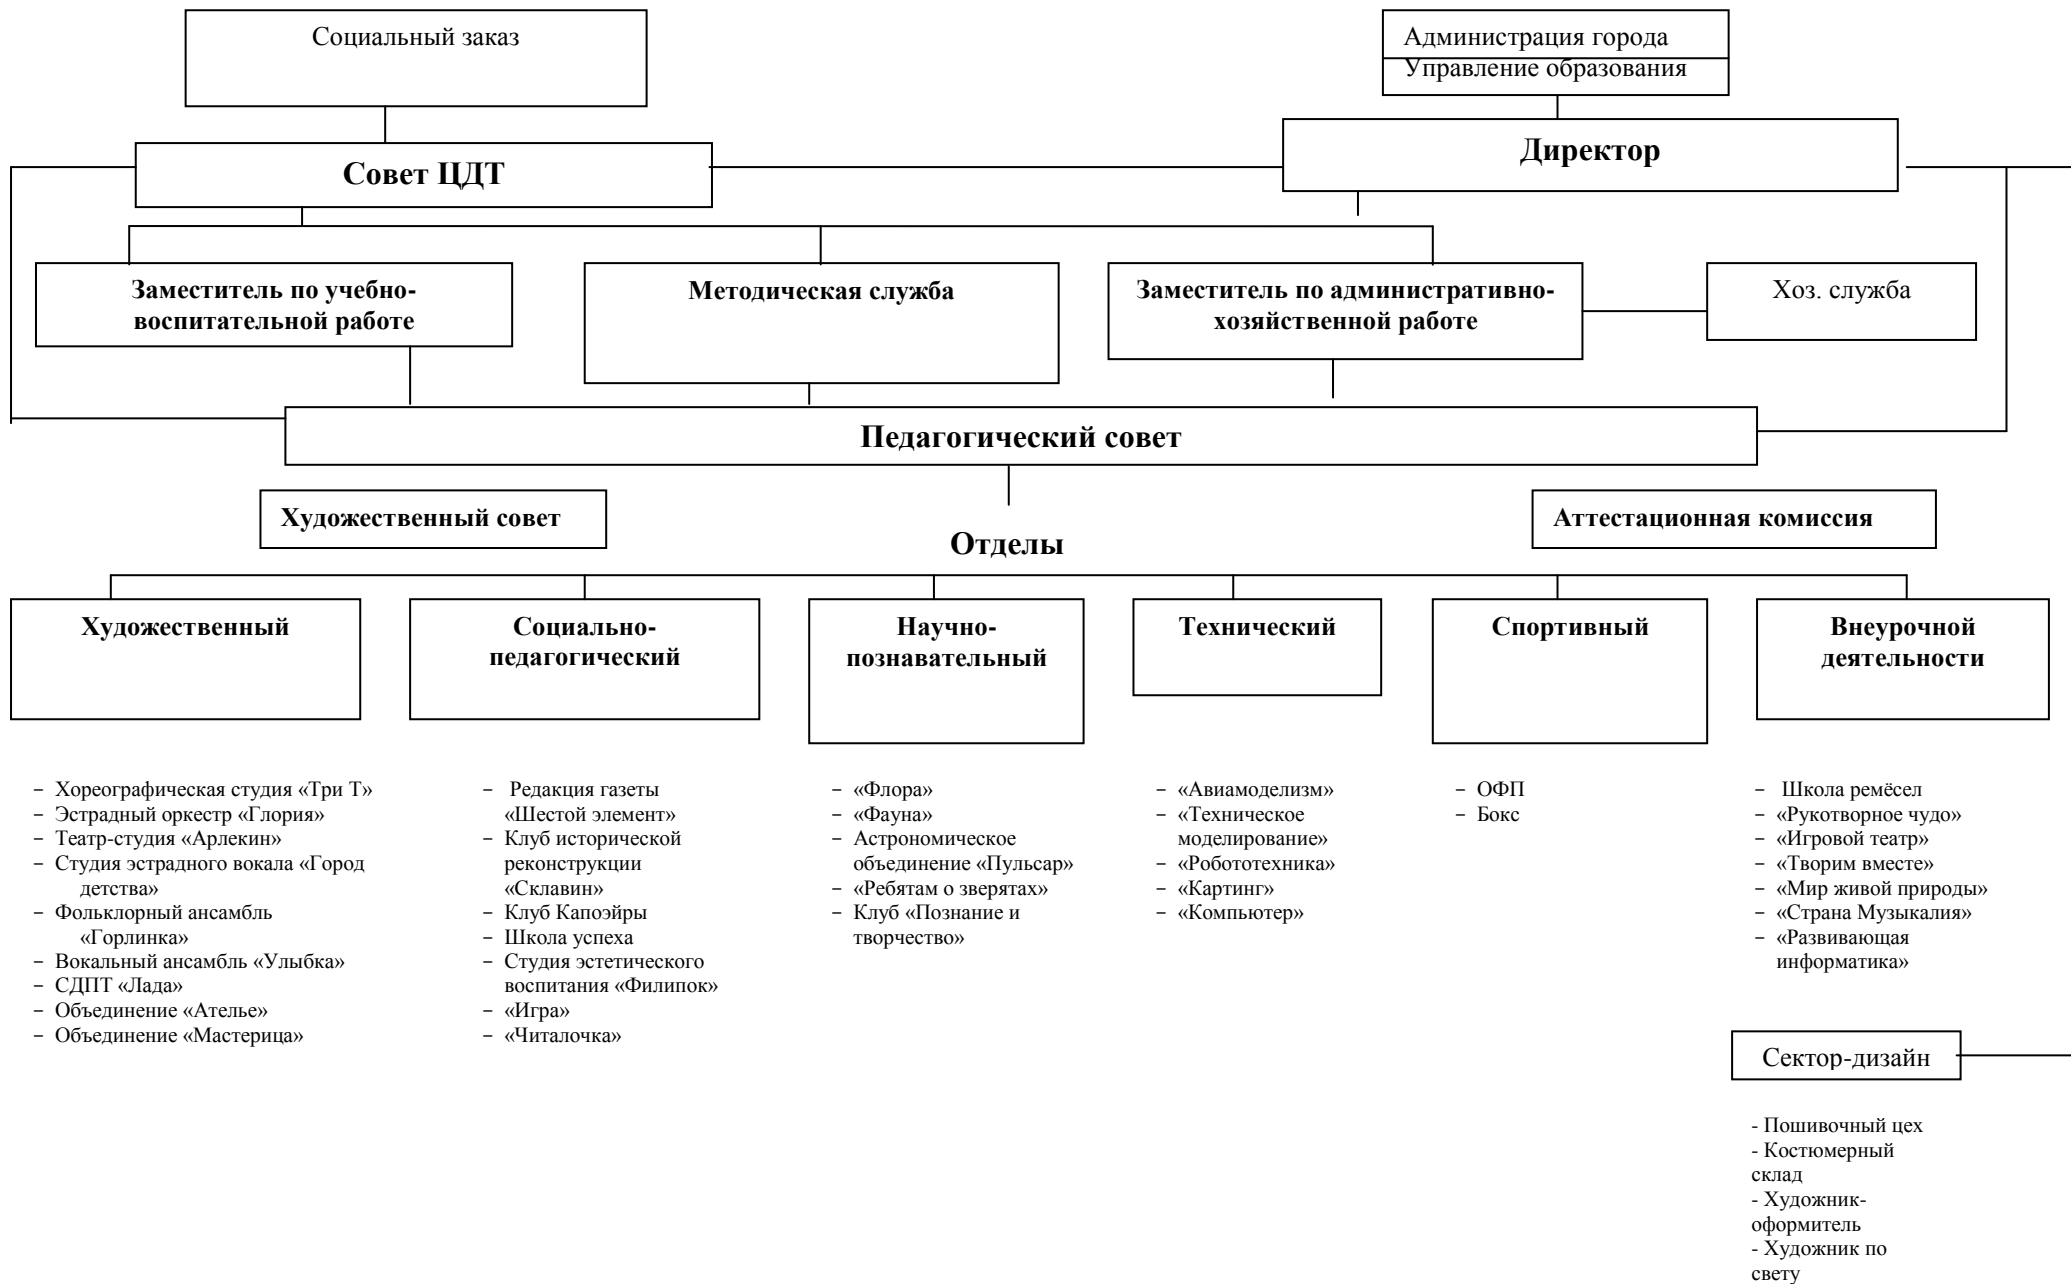 Социальный заказ
Администрация города
Управление образования
Совет ЦДТ
Директор
Заместитель по учебно-
воспитательной работе
Методическая служба
Заместитель по административно-
хозяйственной работе
Хоз. служба
Педагогический совет
Художественный совет
Аттестационная комиссия
Отделы
Художественный
Социально-
педагогический
Научно-
познавательный
Технический
Спортивный
Внеурочной
деятельности
− Хореографическая студия «Три Т»
− Эстрадный оркестр «Глория»
− Театр-студия «Арлекин»
− Студия эстрадного вокала «Город
детства»
− Фольклорный ансамбль
«Горлинка»
− Вокальный ансамбль «Улыбка»
− СДПТ «Лада»
− Объединение «Ателье»
− Объединение «Мастерица»
− Редакция газеты
«Шестой элемент»
− Клуб исторической
реконструкции
«Склавин»
− Клуб Капоэйры
− Школа успеха
− Студия эстетического
воспитания «Филипок»
− «Игра»
− «Читалочка»
− «Флора»
− «Фауна»
− Астрономическое
объединение «Пульсар»
− «Ребятам о зверятах»
− Клуб «Познание и
творчество»
− «Авиамоделизм»
− «Техническое
моделирование»
− «Робототехника»
− «Картинг»
− «Компьютер»
− ОФП
− Бокс
− Школа ремёсел
− «Рукотворное чудо»
− «Игровой театр»
− «Творим вместе»
− «Мир живой природы»
− «Страна Музыкалия»
− «Развивающая
информатика»
Сектор-дизайн
- Пошивочный цех
- Костюмерный
склад
- Художник-
оформитель
- Художник по
свету